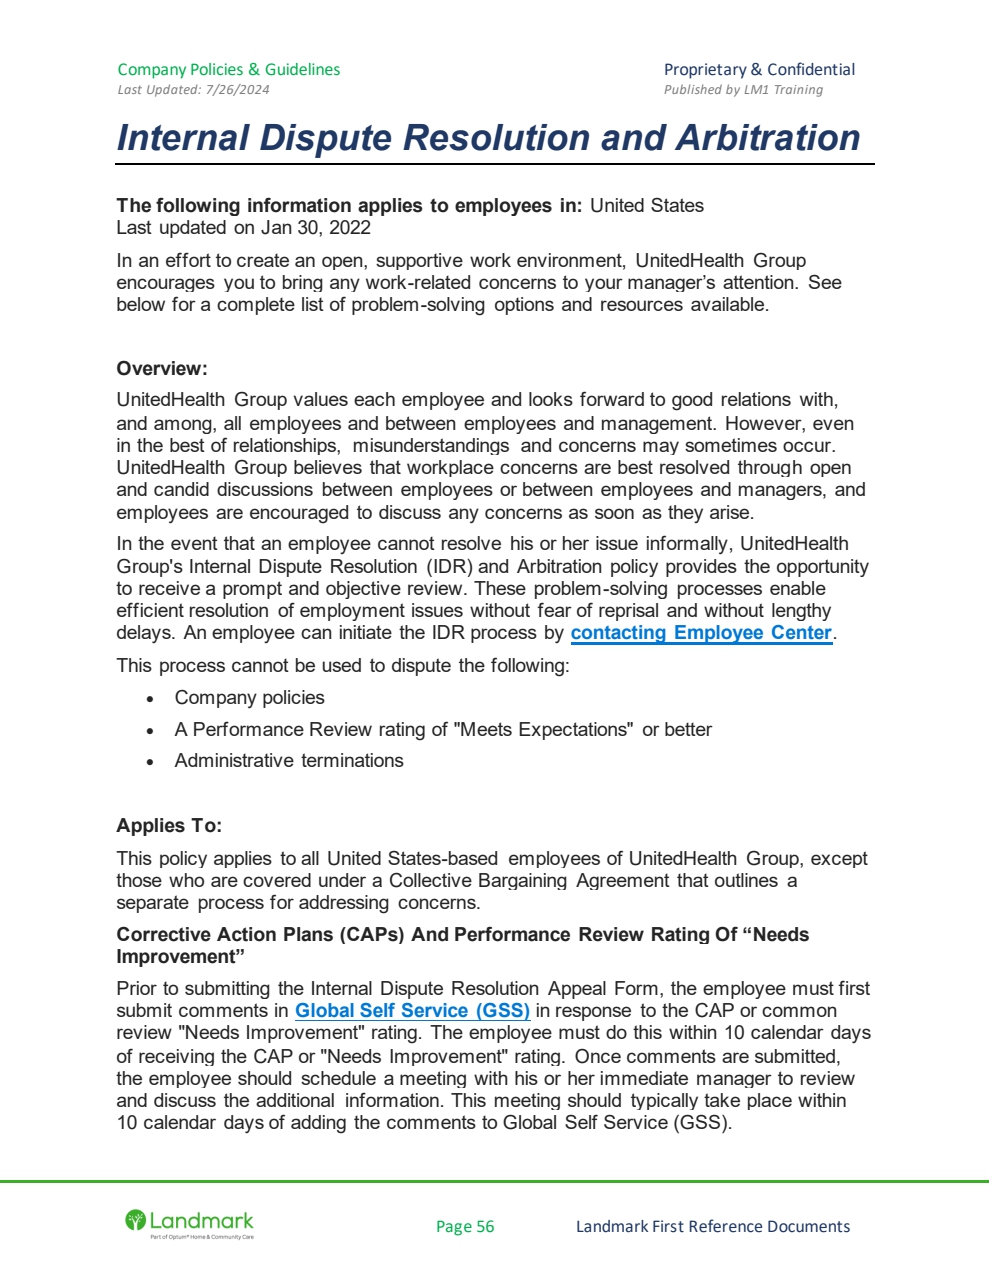 Company Policies & Guidelines Proprietary & Confidential
Last Updated: 7/26/2024 Published by LM1 Training
Internal Dispute Resolution and Arbitration
The following information applies to employees in: United States
Last updated on Jan 30, 2022
In an effort to create an open, supportive work environment, UnitedHealth Group
encourages you to bring any work-related concerns to your manager’s attention. See
below for a complete list of problem-solving options and resources available.
Overview:
UnitedHealth Group values each employee and looks forward to good relations with,
and among, all employees and between employees and management. However, even
in the best of relationships, misunderstandings and concerns may sometimes occur.
UnitedHealth Group believes that workplace concerns are best resolved through open
and candid discussions between employees or between employees and managers, and
employees are encouraged to discuss any concerns as soon as they arise.
In the event that an employee cannot resolve his or her issue informally, UnitedHealth
Group's Internal Dispute Resolution (IDR) and Arbitration policy provides the opportunity
to receive a prompt and objective review. These problem-solving processes enable
efficient resolution of employment issues without fear of reprisal and without lengthy
delays. An employee can initiate the IDR process by contacting Employee Center.
This process cannot be used to dispute the following:
• Company policies
• A Performance Review rating of "Meets Expectations" or better
• Administrative terminations
Applies To:
This policy applies to all United States-based employees of UnitedHealth Group, except
those who are covered under a Collective Bargaining Agreement that outlines a
separate process for addressing concerns.
Corrective Action Plans (CAPs) And Performance Review Rating Of “Needs
Improvement”
Prior to submitting the Internal Dispute Resolution Appeal Form, the employee must first
submit comments in Global Self Service (GSS) in response to the CAP or common
review "Needs Improvement" rating. The employee must do this within 10 calendar days
of receiving the CAP or "Needs Improvement" rating. Once comments are submitted,
the employee should schedule a meeting with his or her immediate manager to review
and discuss the additional information. This meeting should typically take place within
10 calendar days of adding the comments to Global Self Service (GSS).
Landmark
Part of Optum® Home & Community Care
Page 56 Landmark First Reference Documents